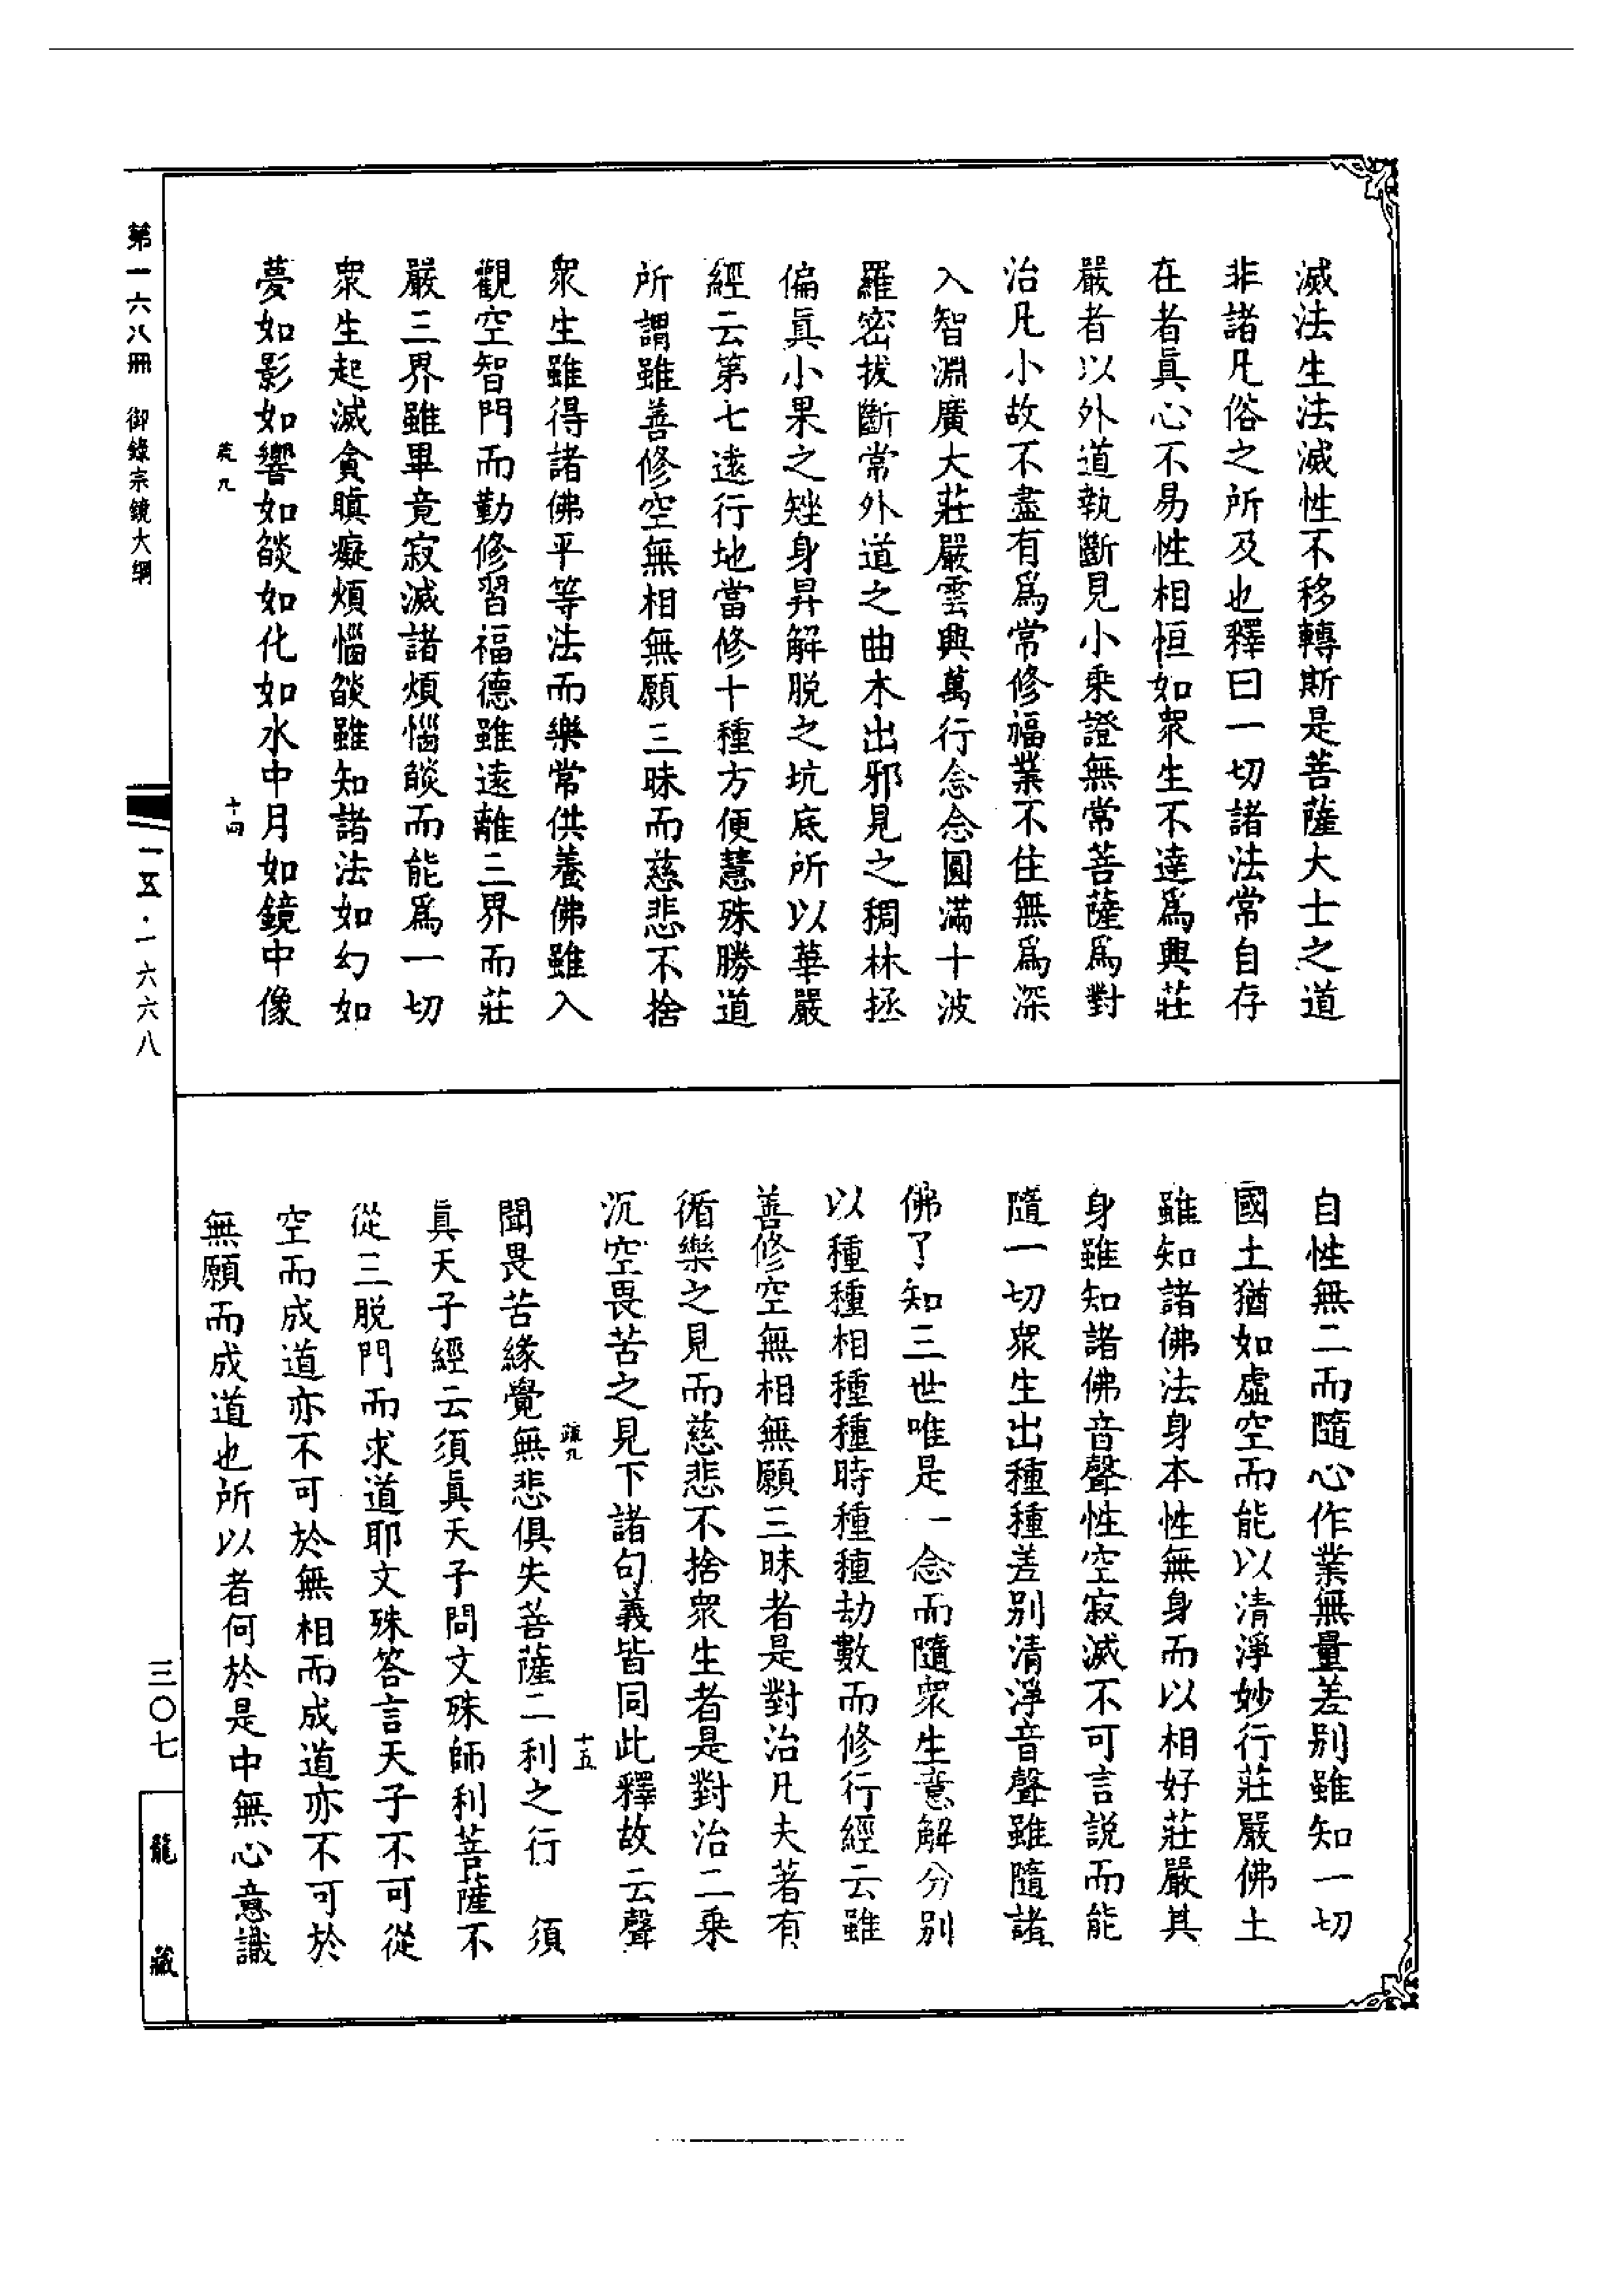 滅法生法滅性不移轉斯是菩薩大士之道
非諸凡俗之所及也釋曰一切諸法常自存
在者眞心不易性相恒如衆生不達爲興莊
嚴者以外道執斷見小乘證無常菩薩爲對
治凡小故不盡有爲常修福業不住無爲深
入智淵廣大莊嚴雲興萬行念念圓滿十波
羅密拔斷常外道之曲木出邪見之稠林拯
偏眞小果之矬身昇解脱之坑底所以華嚴
經云第七遠行地當修十種方便慧殊勝道
所謂雖善修空無相無願三昧而慈悲不捨
衆生雖得諸佛平等法而樂常供養佛雖入
觀空智門而勤修習福德雖遠離三界而莊
嚴三界雖畢竟寂滅諸煩惱燄而能爲一切
衆生起滅貪瞋癡煩惱燄雖知諸法如幻如
夢如影如響如燄如化如水中月如鏡中像
九
十四
自性無二而隨心作業無量差别雖知一切
國土猶如虛空而能以清淨妙行莊嚴佛土
雖知諸佛法身本性無身而以相好莊嚴其
身雖知諸佛音聲性空寂滅不可言説而能
隨一切衆生出種種差别清淨音聲雖隨諸
佛了知三世唯是一念而隨衆生意解分别
以種種相種種時種種劫數而修行經云雖
善修空無相無願三昧者是對治凡夫著有
循樂之見而慈悲不捨衆生者是對治二乘
沉空畏苦之見下諸句義皆同此釋故云聲
疏九
十五
聞畏苦緣覺無悲俱失菩薩二利之行 須
眞天子經云須眞天子問文殊師利菩薩不
從三脱門而求道耶文殊答言天子不可從
空而成道亦不可於無相而成道亦不可於
無願而成道也所以者何於是中無心意識
第一六八冊 御錄宗鏡大綱
一五·一六六八
三〇七
龍藏